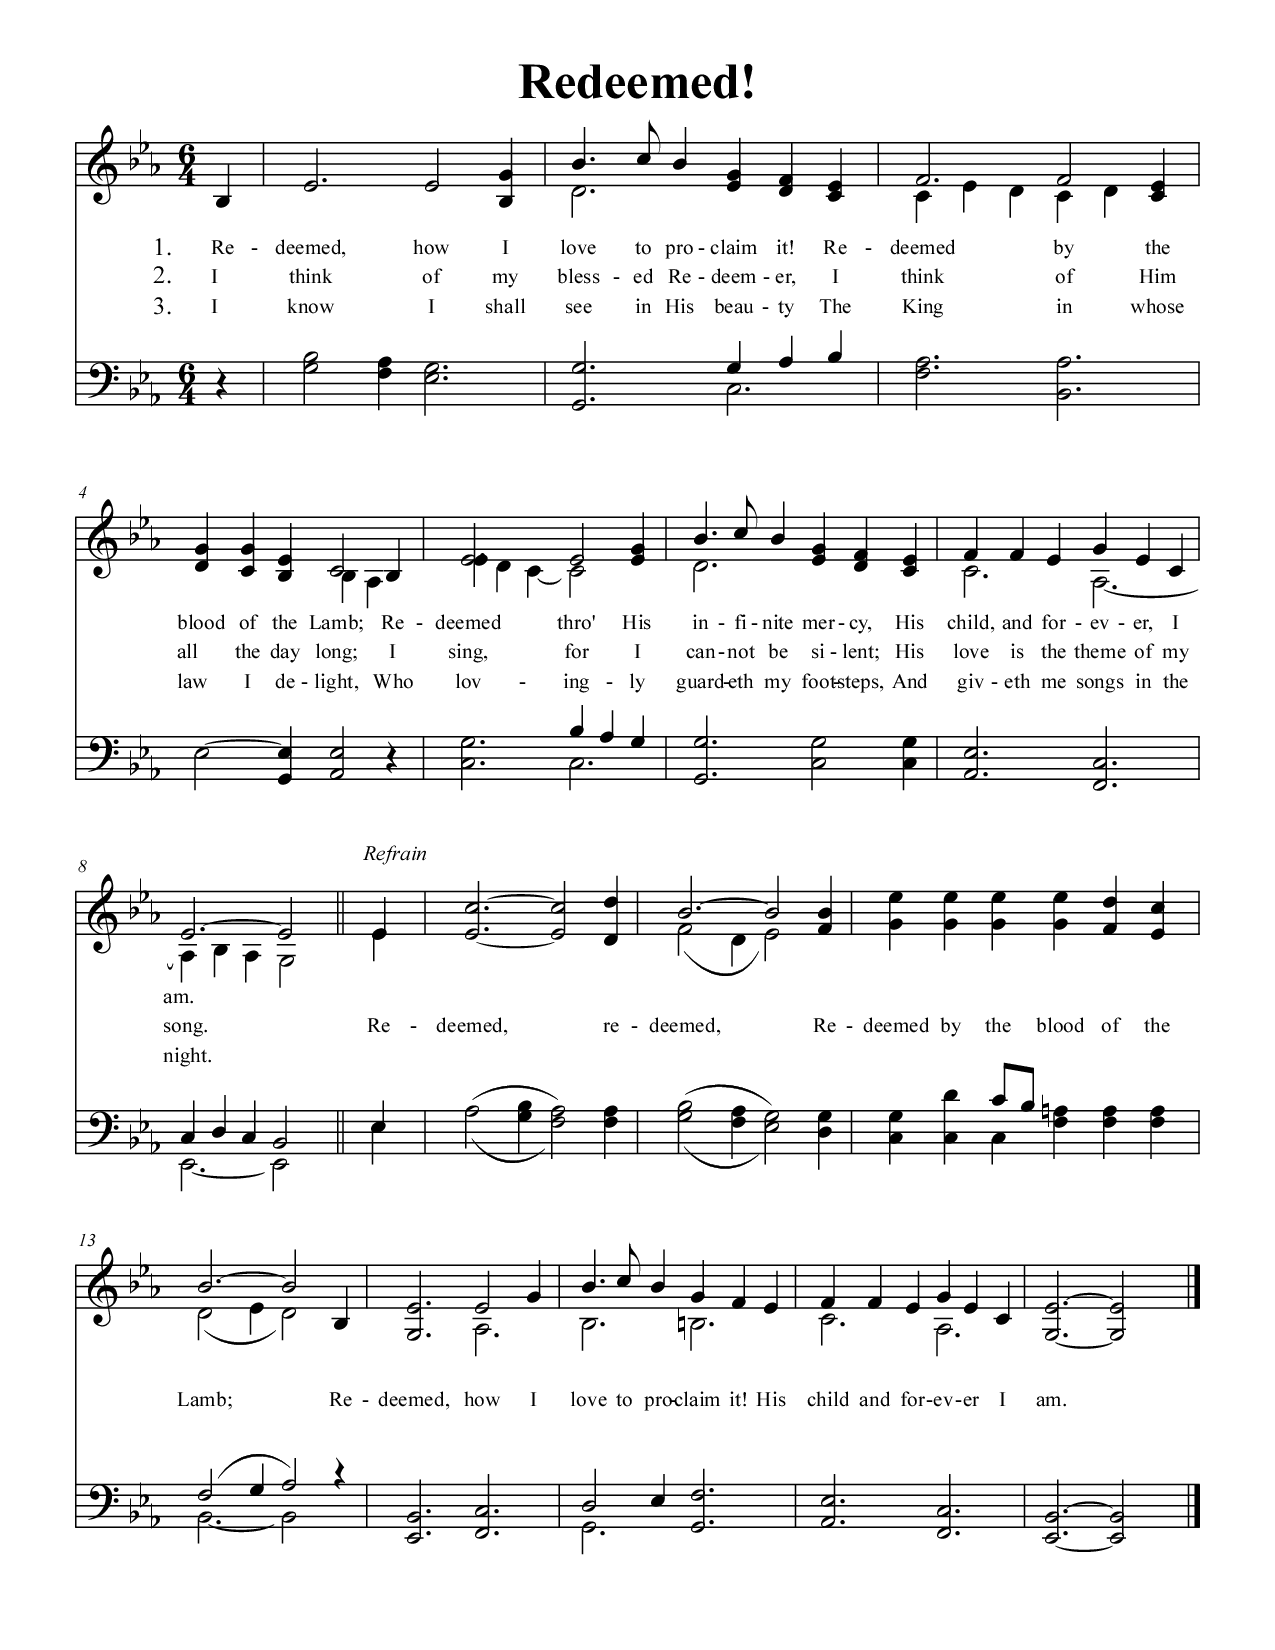 Redeemed!
6
4
1. Re - deemed, how I love to pro - claim it! Re - deemed by the
2. I think of my bless - ed Re - deem - er, I think of Him
3. I know I shall see in His beau - ty The King in whose
6
4
4
blood of the Lamb; Re - deemed thro' His in - fi - nite mer - cy, His child, and for - ev - er, I
all the day long; I sing, for I can - not be si - lent; His love is the theme of my
law I de - light, Who lov - ing - ly guard - eth my foot - steps, And giv - eth me songs in the
Refrain
8
am.
song. Re - deemed, re - deemed, Re - deemed by the blood of the
night.
13
Lamb; Re - deemed, how I love to pro - claim it! His child and for - ev - er I am.